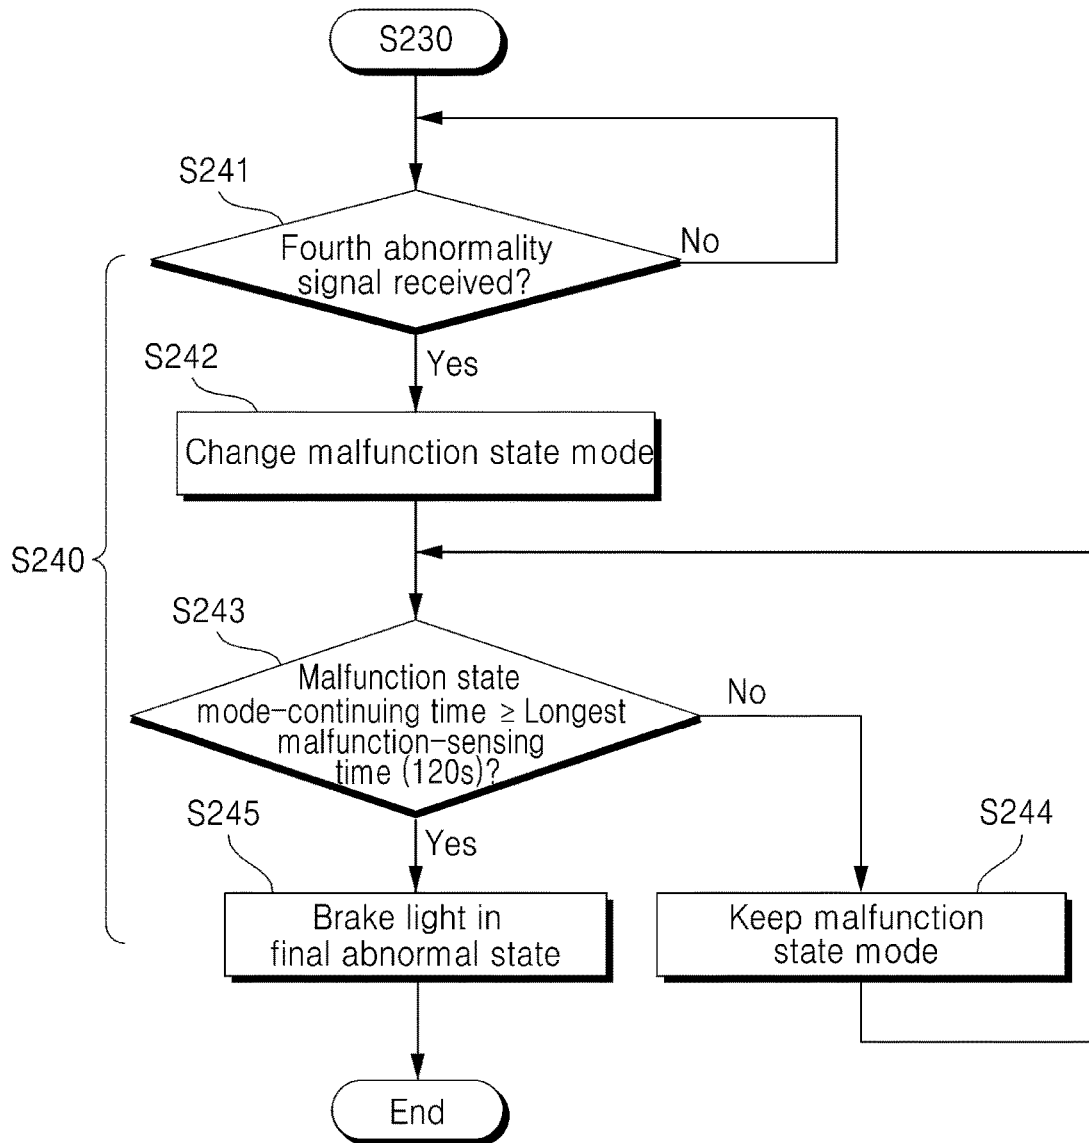 S230
S241
Fourth abnormality
signal received?
No
Yes
S242
Change malfunction state mode
S240
S243
Malfunction state
mode-continuing time ≥ Longest
malfunction-sensing
time (120s)?
No
Yes
S245
Brake light in
final abnormal state
S244
Keep malfunction
state mode
End